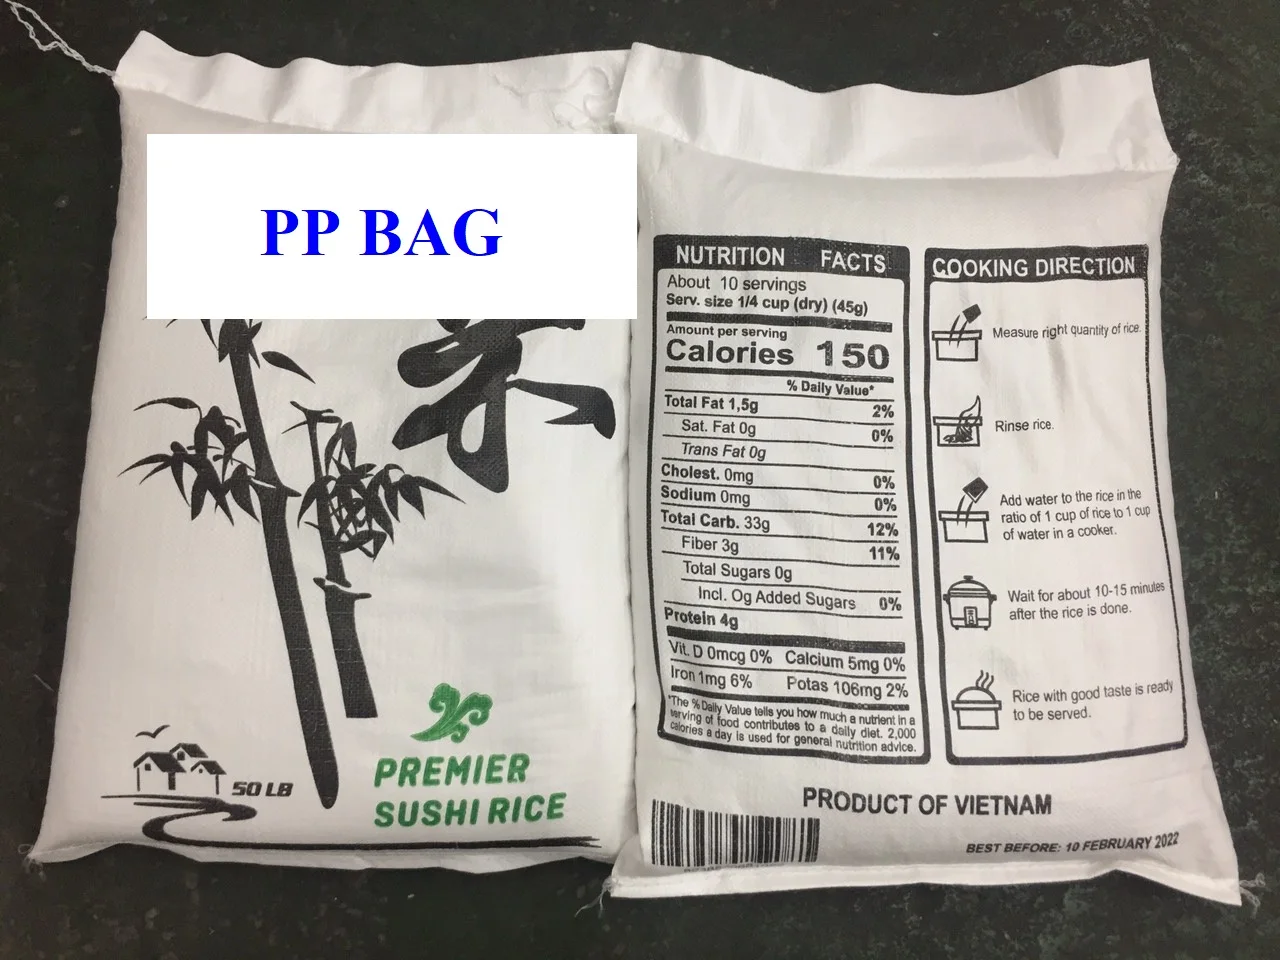 PP BAG
米
50 LB
PREMIER
SUSHI RICE
NUTRITION FACTS
About 10 servings
Serv. size 1/4 cup (dry) (45g)
Amount per serving
Calories 150
% Daily Value*
Total Fat 1,5g 2%
Sat. Fat 0g 0%
Trans Fat 0g
Cholest. 0mg 0%
Sodium 0mg 0%
Total Carb. 33g 12%
Fiber 3g 11%
Total Sugars 0g
Incl. Og Added Sugars 0%
Protein 4g
Vit. D 0mcg 0% Calcium 5mg 0%
Iron 1mg 6% Potas 106mg 2%
*The % Daily Value tells you how much a nutrient in a
serving of food contributes to a daily diet. 2,000
calories a day is used for general nutrition advice.
COOKING DIRECTION
Measure right quantity of rice.
Rinse rice.
Add water to the rice in the
ratio of 1 cup of rice to 1 cup
of water in a cooker.
Wait for about 10-15 minutes
after the rice is done.
Rice with good taste is ready
to be served.
PRODUCT OF VIETNAM
BEST BEFORE: 10 FEBRUARY 2022